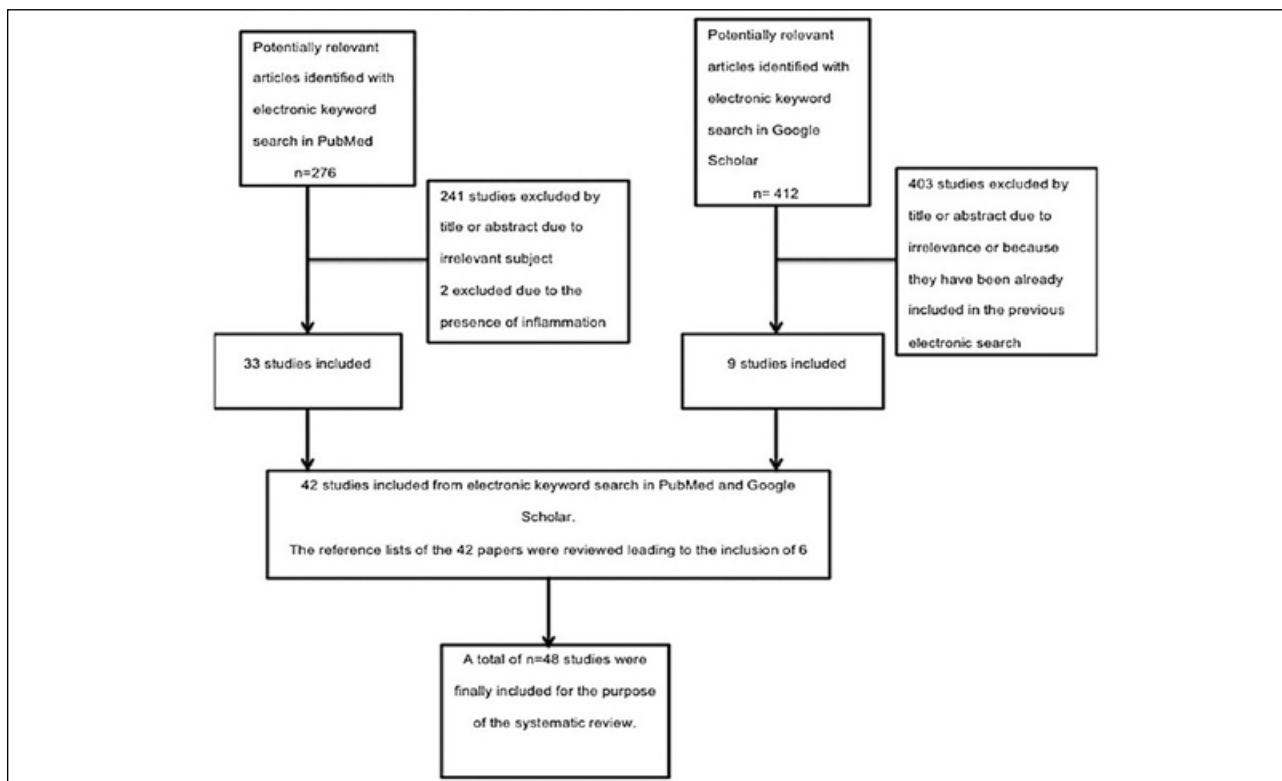 Potentially relevant
articles identified with
electronic keyword
search in PubMed
n=276
Potentially relevant
articles identified with
electronic keyword
search in Google
Scholar
n= 412
241 studies excluded by
title or abstract due to
irrelevant subject
2 excluded due to the
presence of inflammation
403 studies excluded by
title or abstract due to
irrelevance or because
they have been already
included in the previous
electronic search
33 studies included
9 studies included
42 studies included from electronic keyword search in PubMed and Google
Scholar.
The reference lists of the 42 papers were reviewed leading to the inclusion of 6
A total of n=48 studies were
finally included for the purpose
of the systematic review.